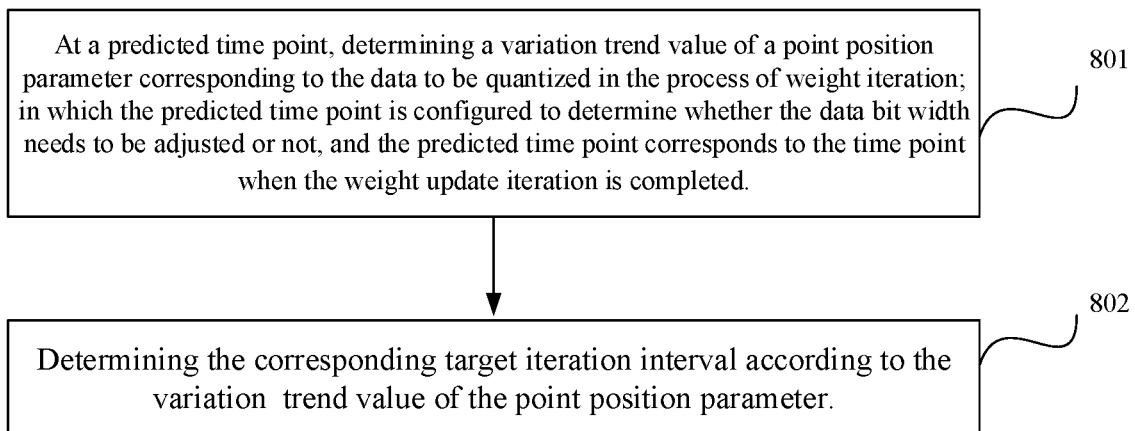 At a predicted time point, determining a variation trend value of a point position
parameter corresponding to the data to be quantized in the process of weight iteration;
in which the predicted time point is configured to determine whether the data bit width
needs to be adjusted or not, and the predicted time point corresponds to the time point
when the weight update iteration is completed.
801
802
Determining the corresponding target iteration interval according to the
variation trend value of the point position parameter.